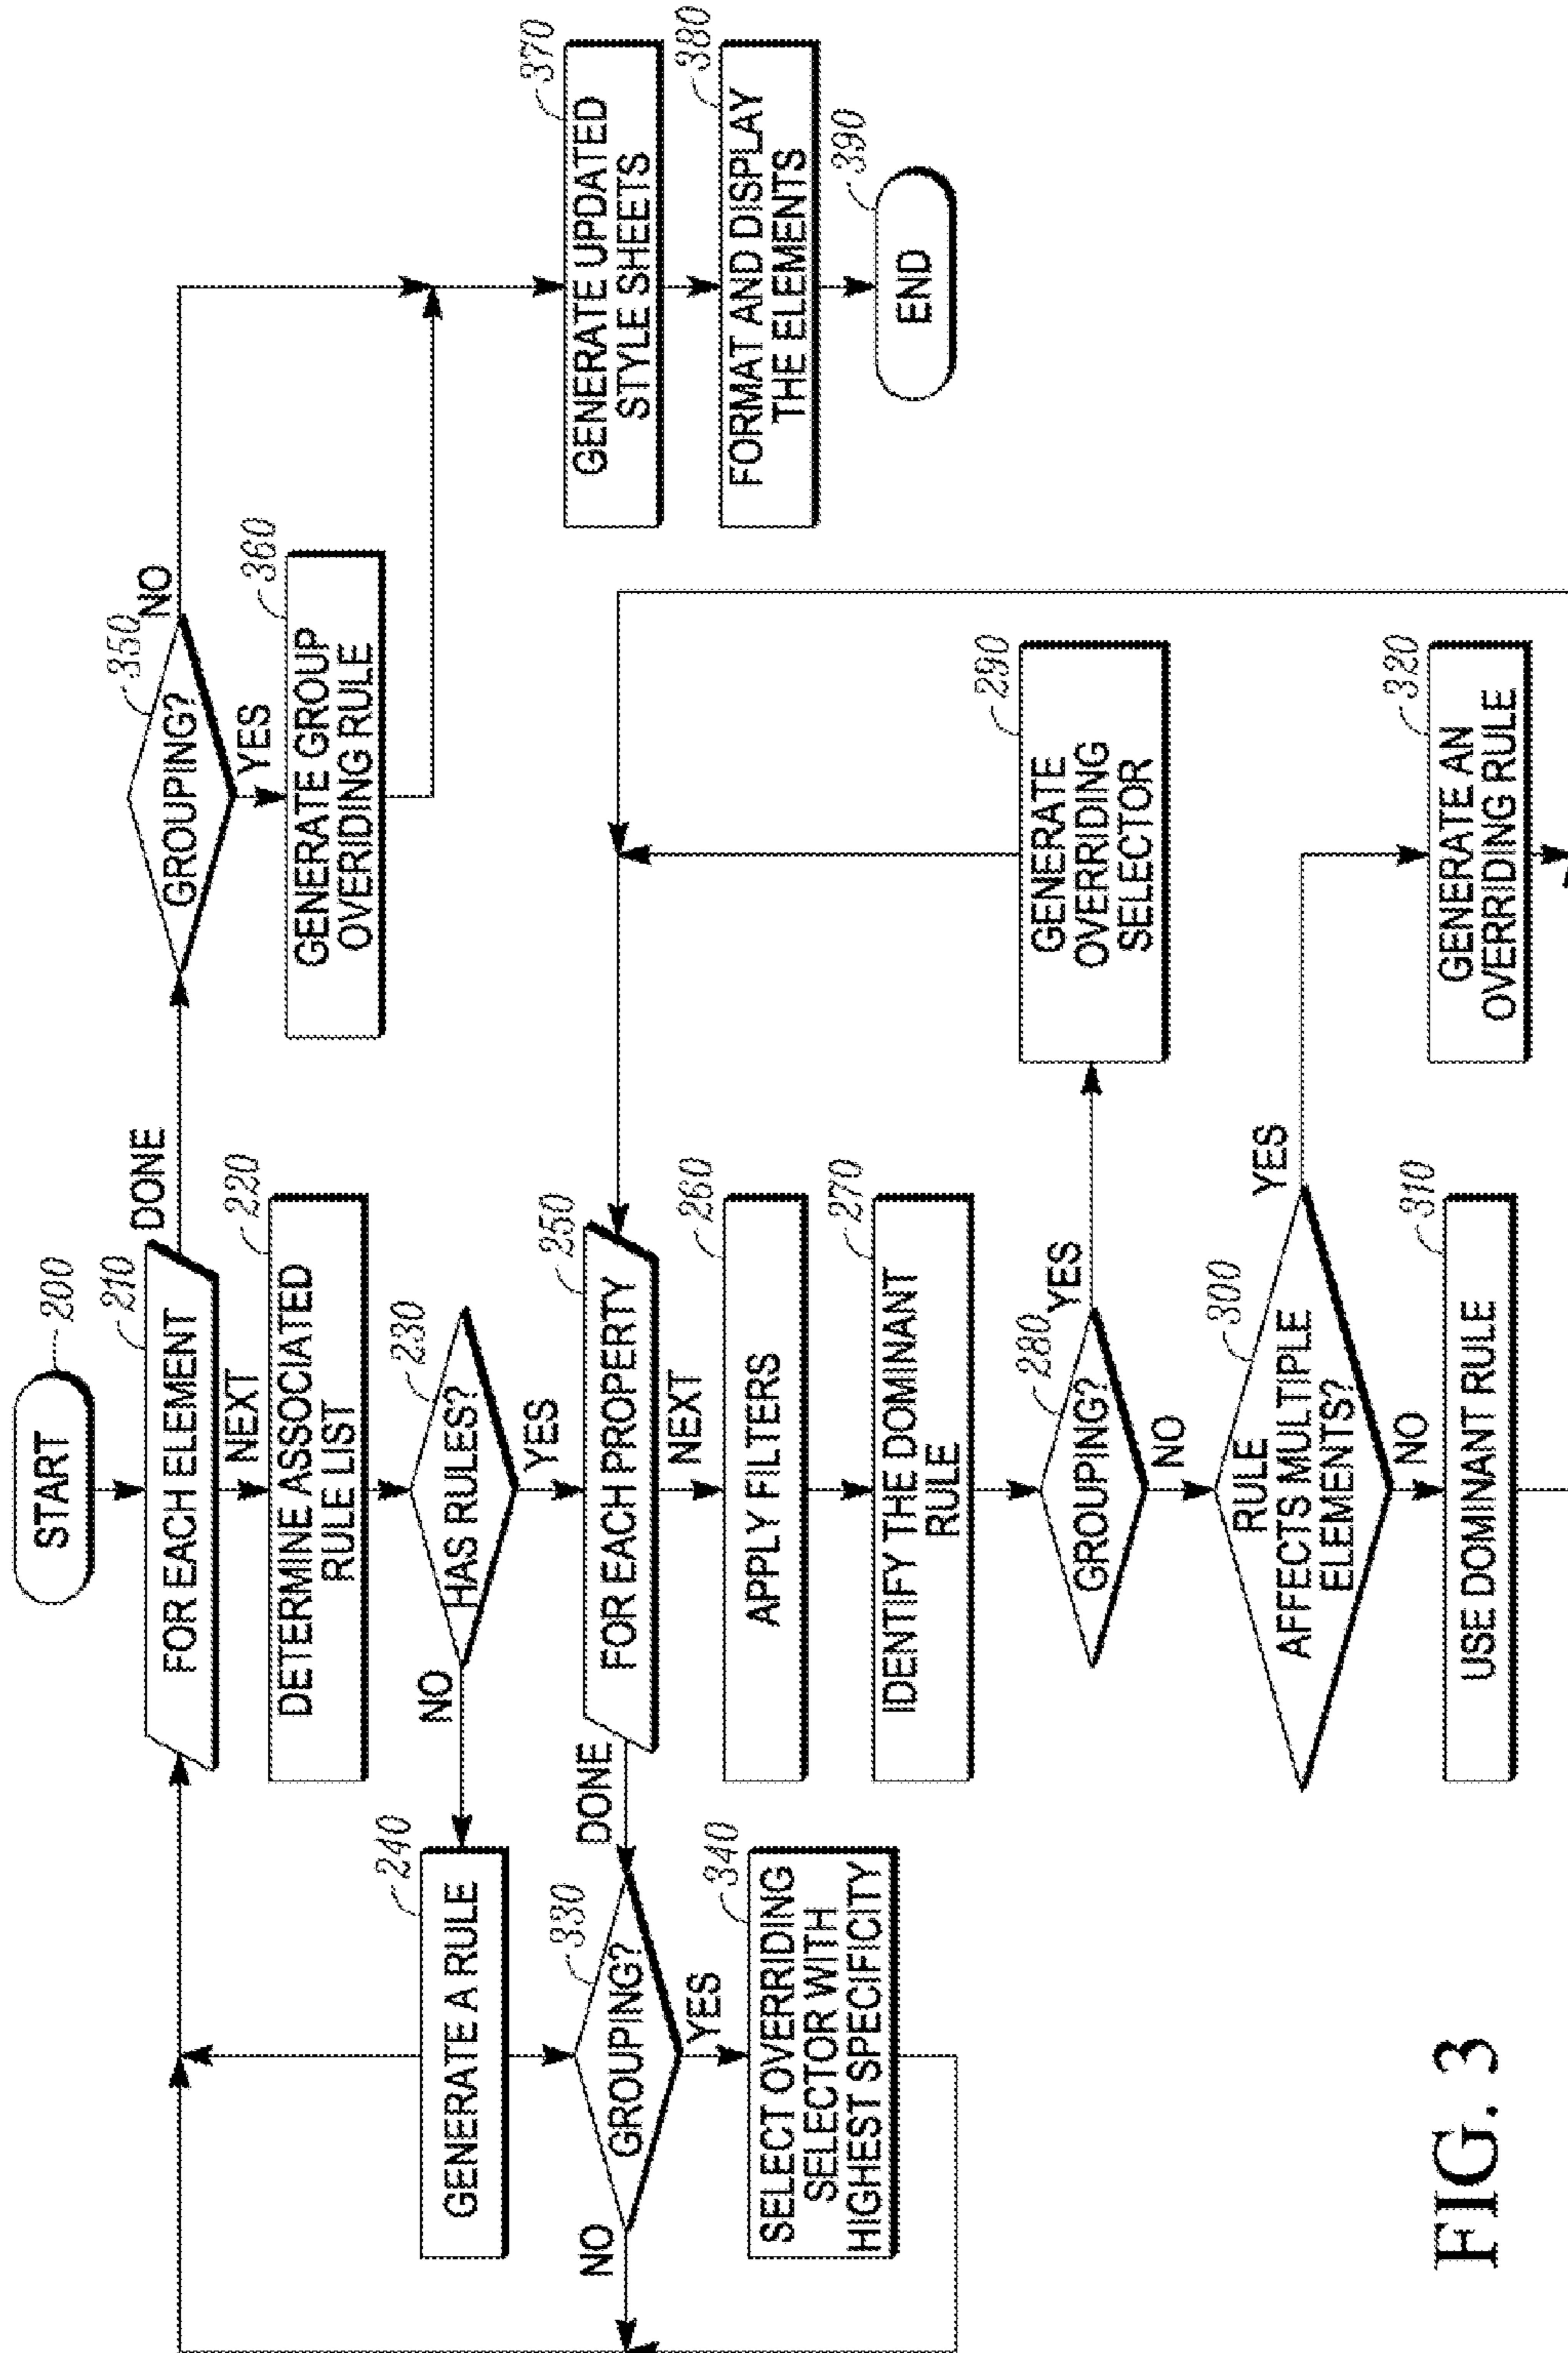 START
200
FOR EACH ELEMENT
210
DONE
NEXT
DETERMINE ASSOCIATED
RULE LIST
220
HAS RULES?
230
NO
YES
GENERATE A RULE
240
FOR EACH PROPERTY
250
DONE
NEXT
APPLY FILTERS
260
IDENTIFY THE DOMINANT
RULE
270
GROUPING?
280
YES
NO
GENERATE
OVERRIDING
SELECTOR
290
RULE
AFFECTS MULTIPLE
ELEMENTS?
300
YES
NO
USE DOMINANT RULE
310
GENERATE AN
OVERRIDING RULE
320
GROUPING?
330
NO
YES
SELECT OVERRIDING
SELECTOR WITH
HIGHEST SPECIFICITY
340
GROUPING?
350
NO
YES
GENERATE GROUP
OVERIDING RULE
360
GENERATE UPDATED
STYLE SHEETS
370
FORMAT AND DISPLAY
THE ELEMENTS
380
END
390
FIG. 3